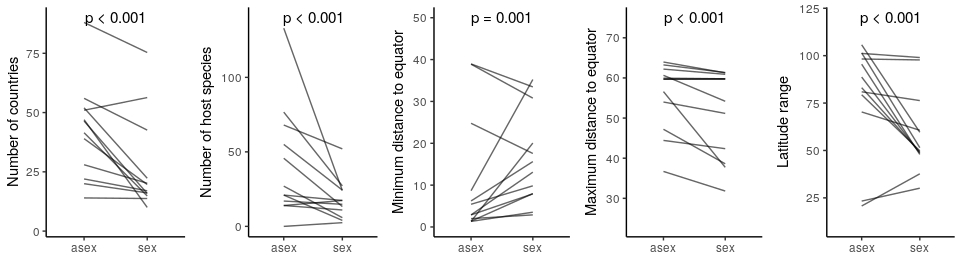 Number of countries
p < 0.001
75
50
25
0
asex sex
Number of host species
p < 0.001
100
50
0
asex sex
Minimum distance to equator
p = 0.001
50
40
30
20
10
0
asex sex
Maximum distance to equator
p < 0.001
70
60
50
40
30
asex sex
Latitude range
p < 0.001
125
100
75
50
25
asex sex